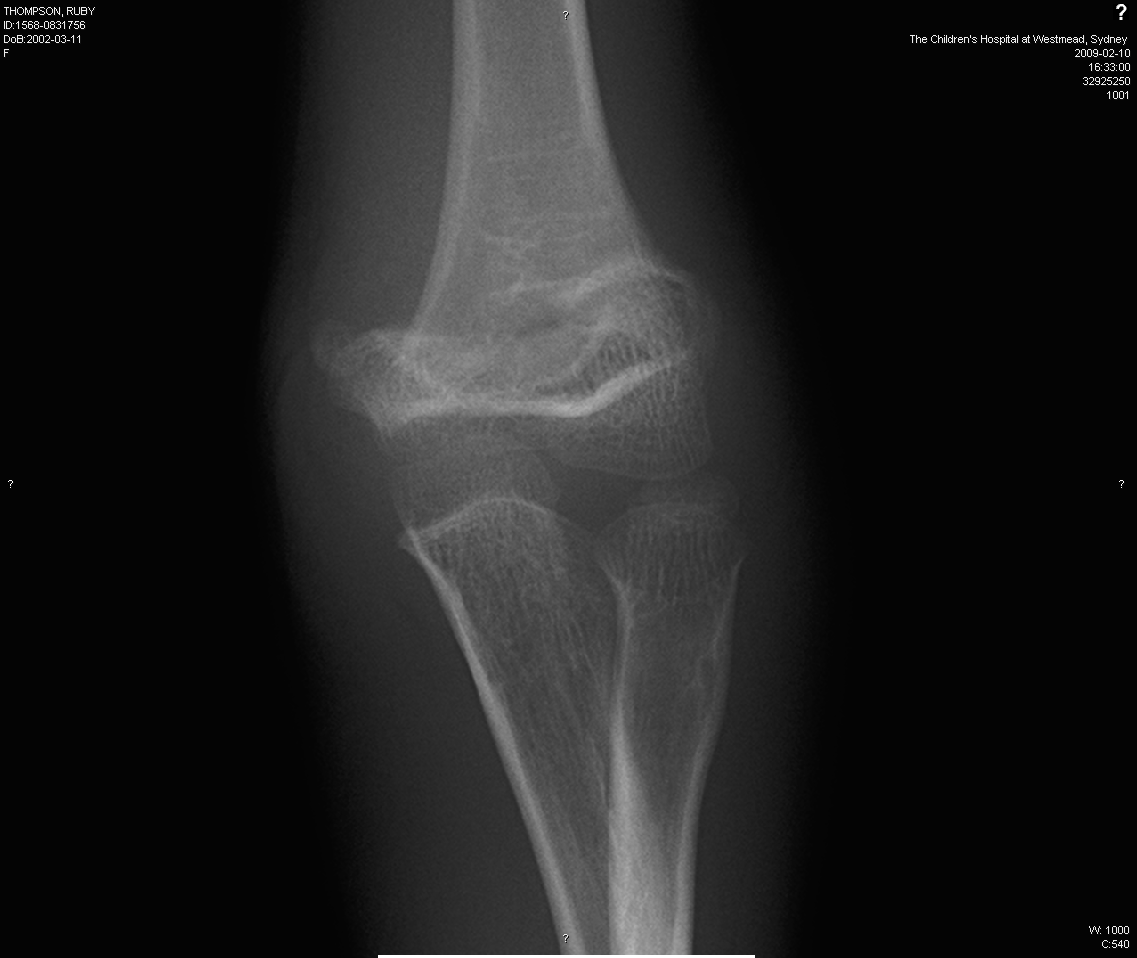 THOMPSON, RUBY
ID:1568-0831756
DoB:2002-03-11
F
?
?
The Children's Hospital at Westmead, Sydney
2009-02-10
16:33:00
32925250
1001
?
?
?
W: 1000
C:540